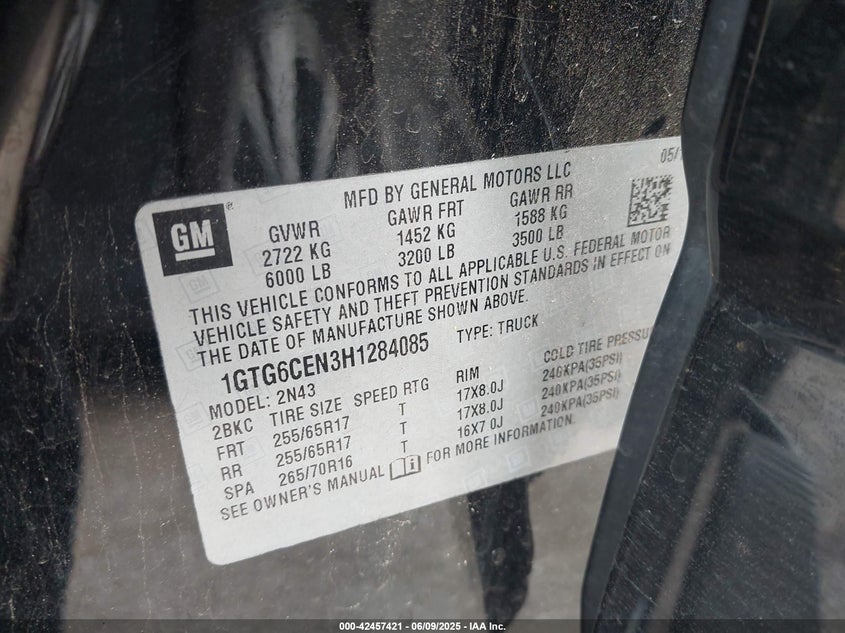 MFD BY GENERAL MOTORS LLC
05/1
GM
®
GVWR GAWR FRT GAWR RR
2722 KG 1452 KG 1588 KG
6000 LB 3200 LB 3500 LB
THIS VEHICLE CONFORMS TO ALL APPLICABLE U.S. FEDERAL MOTOR
VEHICLE SAFETY AND THEFT PREVENTION STANDARDS IN EFFECT ON
THE DATE OF MANUFACTURE SHOWN ABOVE.
1GTG6CEN3H1284085 TYPE: TRUCK
MODEL: 2N43
2BKC TIRE SIZE SPEED RTG RIM COLD TIRE PRESSU
FRT 255/65R17 T 17X8.0J 240KPA(35PSI)
RR 255/65R17 T 17X8.0J 240KPA(35PSI)
SPA 265/70R16 T 16X7.0J 240KPA(35PSI)
SEE OWNER'S MANUAL FOR MORE INFORMATION.
000-42457421 - 06/09/2025 - IAA Inc.